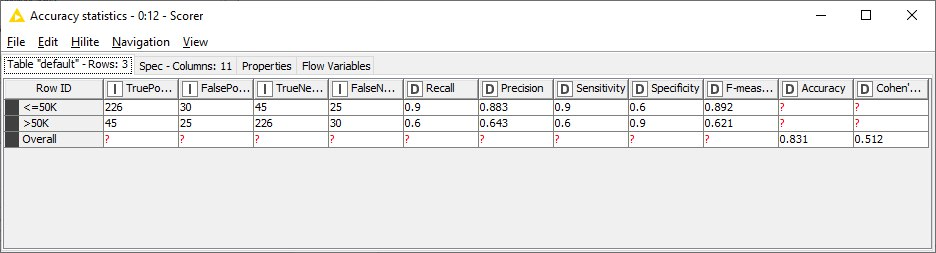 Accuracy statistics - 0:12 - Scorer
File Edit Hilite Navigation View
Table "default" - Rows: 3 Spec - Columns: 11 Properties Flow Variables
Row ID I TruePo... I FalsePo... I TrueNe... I FalseN... D Recall D Precision D Sensitivity D Specificity D F-meas... D Accuracy D Cohen'...
<=50K 226 30 45 25 0.9 0.883 0.9 0.6 0.892 ? ?
>50K 45 25 226 30 0.6 0.643 0.6 0.9 0.621 ? ?
Overall ? ? ? ? ? ? ? ? ? 0.831 0.512